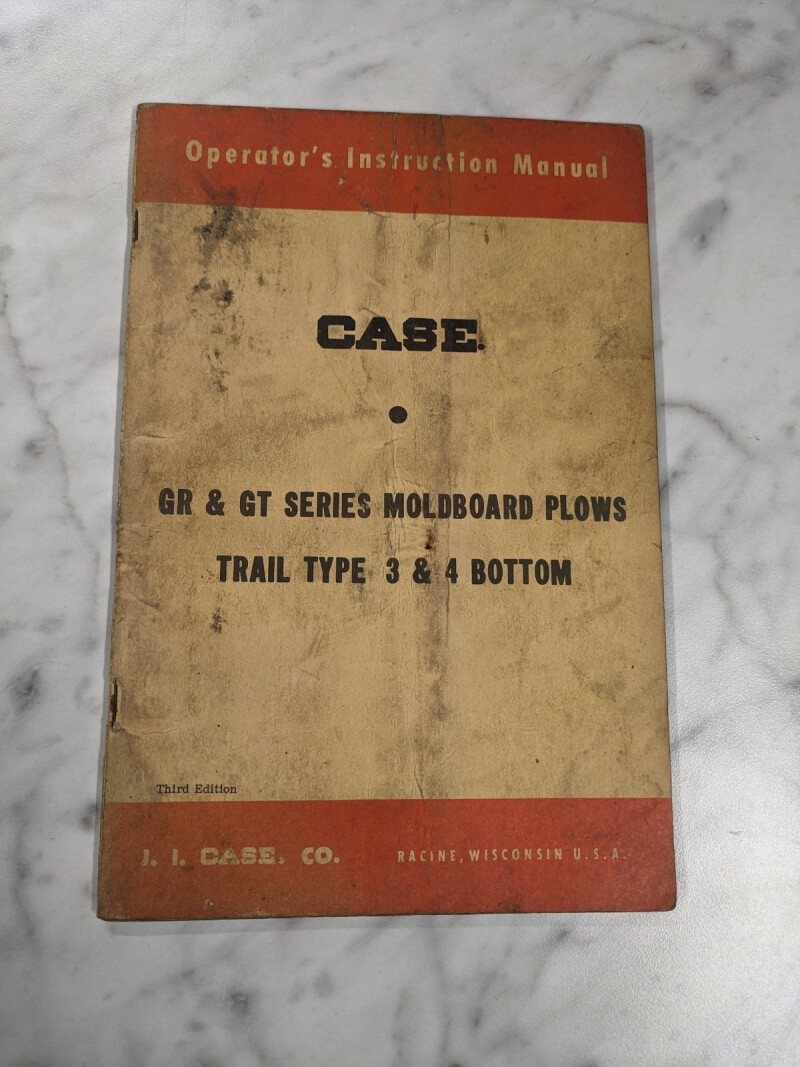 Operator's Instruction Manual
CASE.
GR & GT SERIES MOLDBOARD PLOWS
TRAIL TYPE 3 & 4 BOTTOM
Third Edition
J. I. CASE. CO. RACINE, WISCONSIN U.S.A.